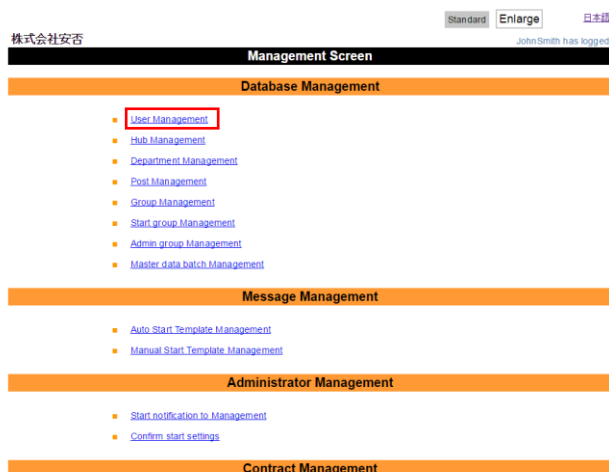 Standard Enlarge 日本語
株式会社安否
JohnSmith has logged
Management Screen
Database Management
User Management
Hub Management
Department Management
Post Management
Group Management
Start group Management
Admin group Management
Master data batch Management
Message Management
Auto Start Template Management
Manual Start Template Management
Administrator Management
Start notification to Management
Confirm start settings
Contract Management